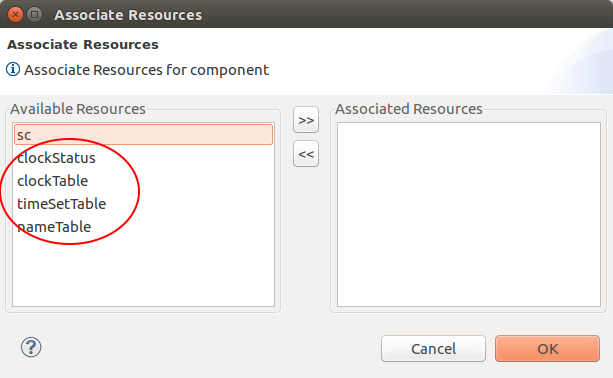 Associate Resources
Associate Resources
Associate Resources for component
Available Resources
sc
clockStatus
clockTable
timeSetTable
nameTable
>>
<<
Associated Resources
?
Cancel
OK